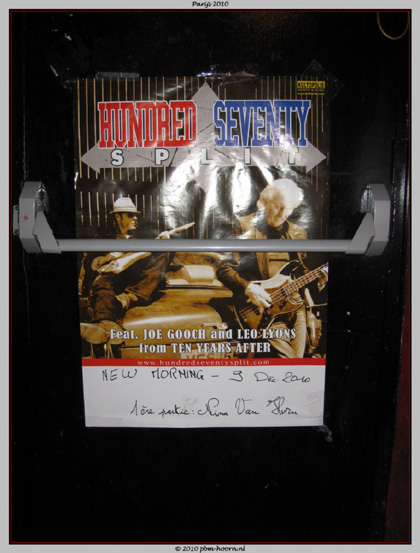 Parijs 2010
KULTOPOLIS
HUNDRED SEVENTY
SPLIT
Feat. JOE GOOCH and LEO LYONS
from TEN YEARS AFTER
www.hundredseventysplit.com
NEW MORNING - 9 Dec 2010
1ère partie: Nina Van Horn
© 2010 pbm-hoorn.nl